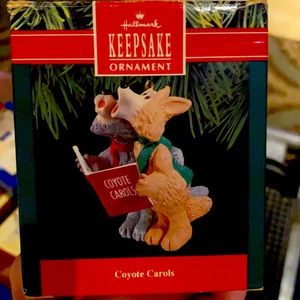 Hallmark
KEEPSAKE
ORNAMENT
COYOTE
CAROLS
Coyote Carols